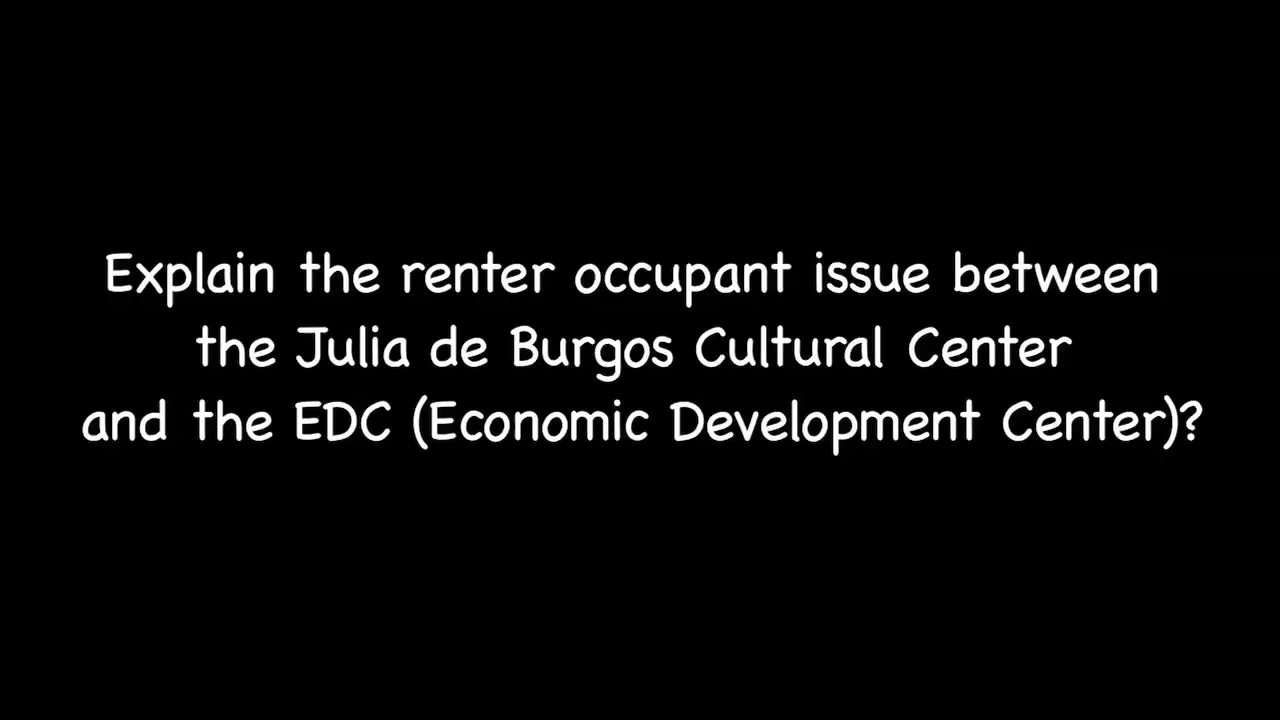 Explain the renter occupant issue between
the Julia de Burgos Cultural Center
and the EDC (Economic Development Center)?